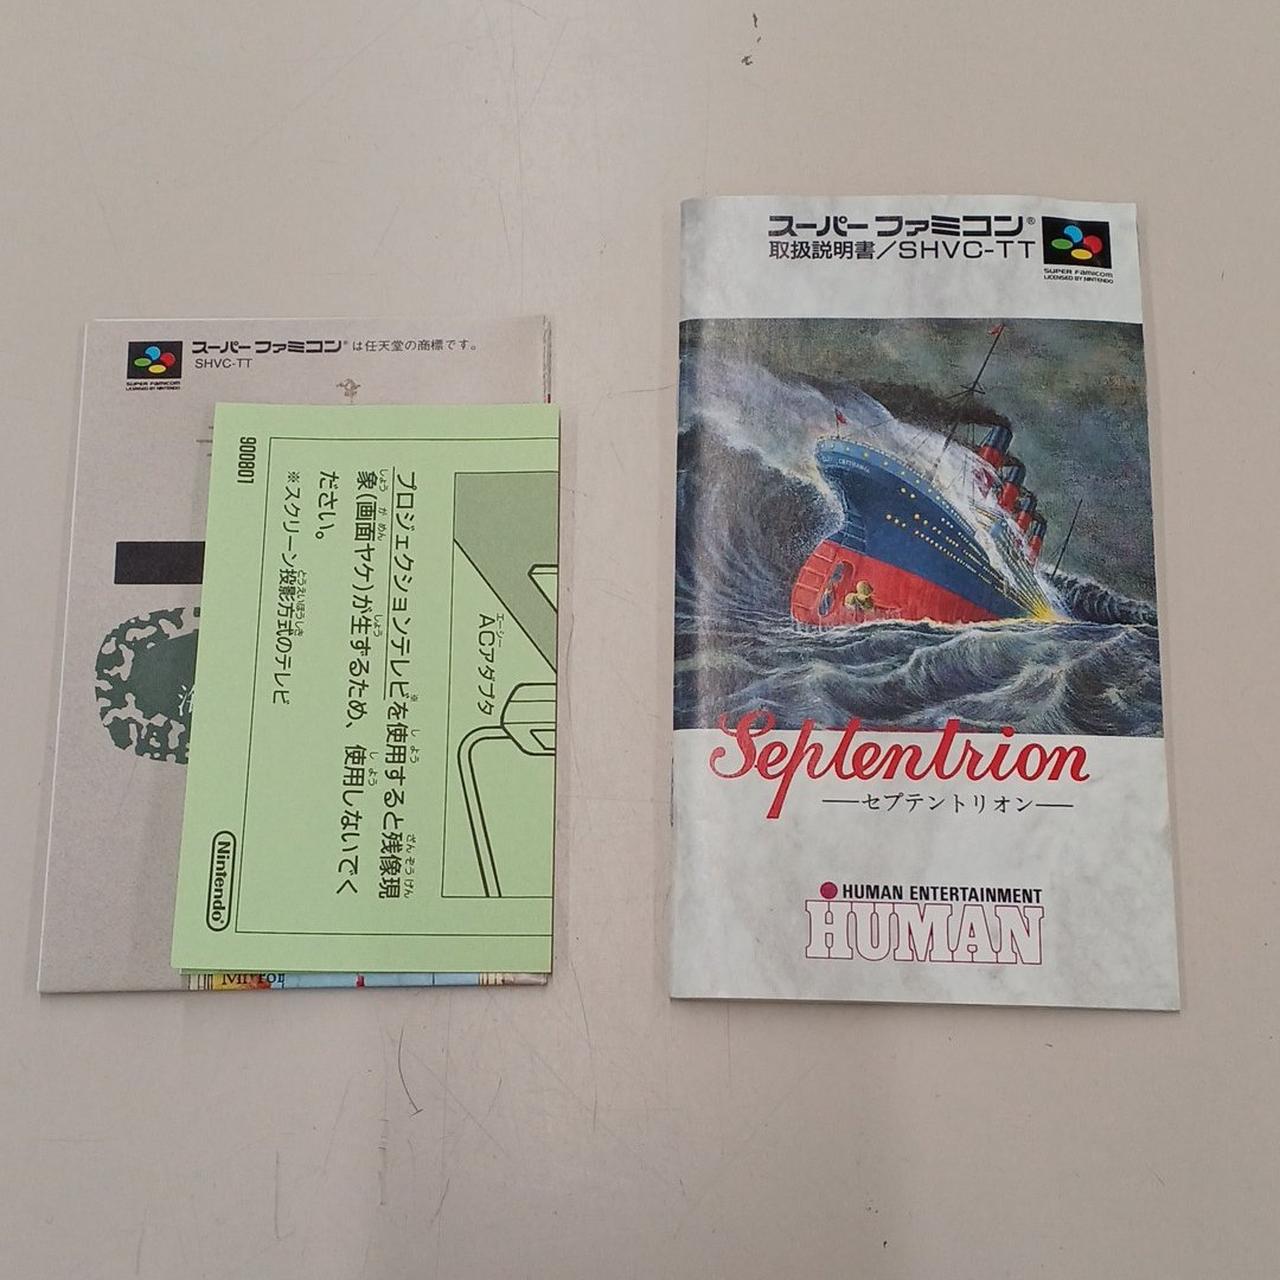 スーパーファミコン®は任天堂の商標です。
SHVC-TT
SUPER FAMICOM
LICENSED BY NINTENDO
900801
プロジェクションテレビ※を使用すると残像現
象(画面ヤケ)が生ずるため、使用しないでく
ださい。
※スクリーン投影方式のテレビ
エーシー
ACアダプタ
Nintendo®
Mirror
スーパーファミコン®
取扱説明書/SHVC-TT
SUPER FAMICOM
LICENSED BY NINTENDO
Septentrion
―セプテントリオン―
HUMAN ENTERTAINMENT
HUMAN